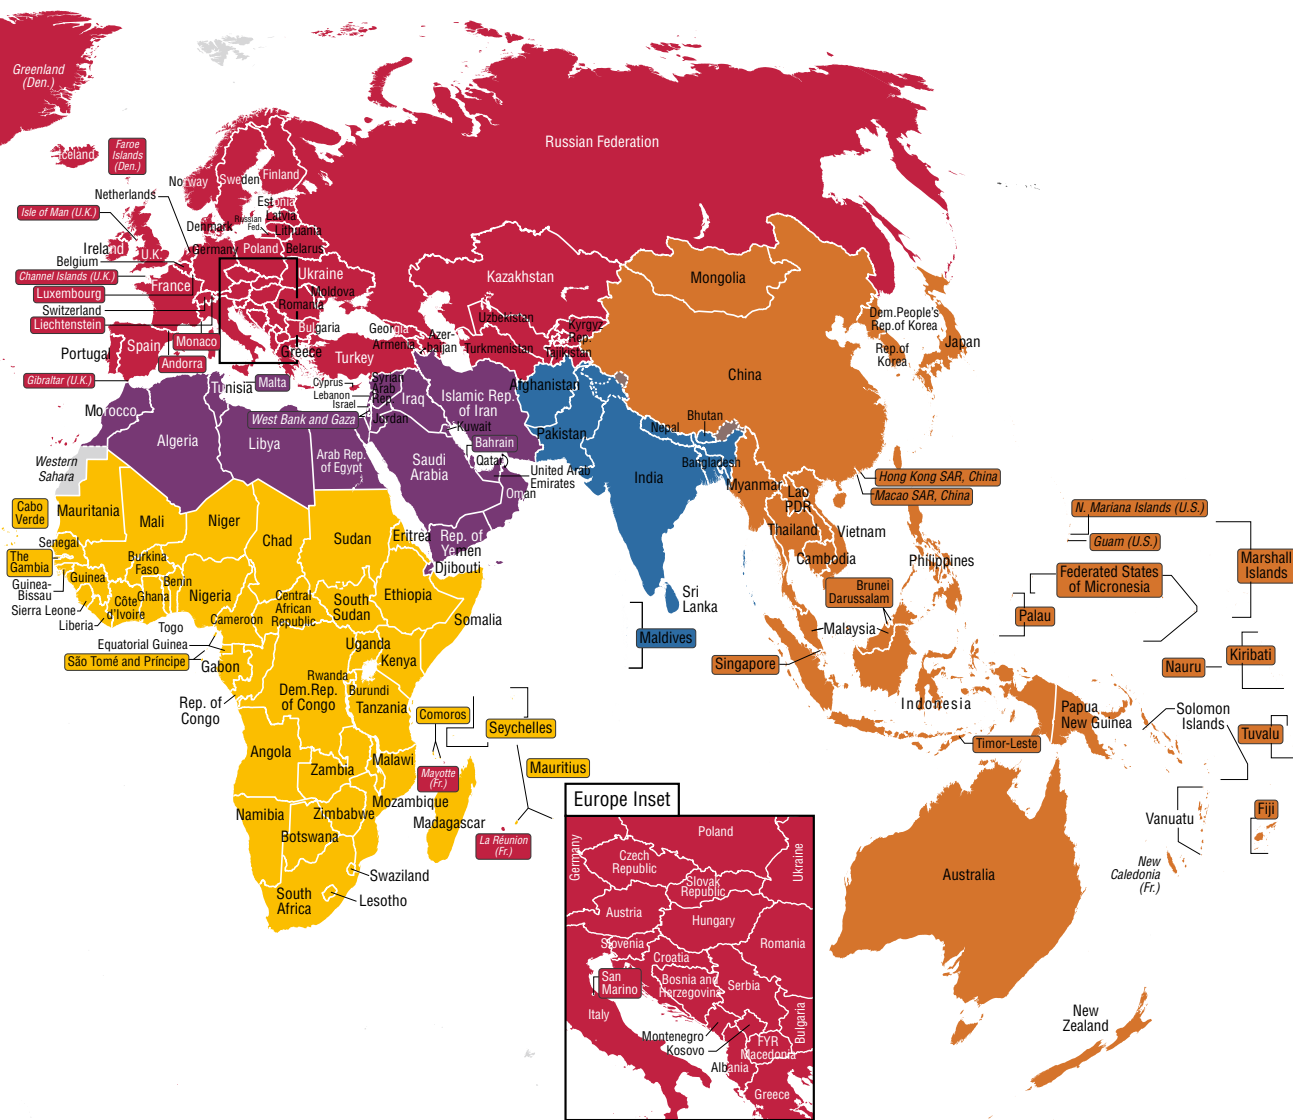 Greenland
(Den.)
Iceland
Faroe
Islands
(Den.)
Norway
Sweden
Finland
Russian Federation
Netherlands
Isle of Man (U.K.)
Estonia
Latvia
Russian
Fed.
Lithuania
Denmark
Ireland
U.K.
Germany
Poland
Belarus
Belgium
Channel Islands (U.K.)
France
Ukraine
Luxembourg
Moldova
Switzerland
Romania
Liechtenstein
Monaco
Bulgaria
Portugal
Spain
Andorra
Greece
Gibraltar (U.K.)
Turkey
Georgia
Armenia
Azer-
baijan
Kazakhstan
Uzbekistan
Turkmenistan
Kyrgyz
Rep.
Tajikistan
Mongolia
China
Dem.People's
Rep.of Korea
Rep.of
Korea
Japan
Tunisia
Malta
Cyprus
Lebanon
Israel
West Bank and Gaza
Syrian
Arab
Rep.
Jordan
Iraq
Islamic Rep.
of Iran
Kuwait
Afghanistan
Pakistan
Nepal
Bhutan
Bangladesh
India
Morocco
Algeria
Libya
Arab Rep.
of Egypt
Saudi
Arabia
Bahrain
Qatar
United Arab
Emirates
Oman
Rep. of
Yemen
Djibouti
Western
Sahara
Cabo
Verde
Mauritania
Mali
Niger
Chad
Sudan
Eritrea
Senegal
The
Gambia
Guinea-
Bissau
Guinea
Sierra Leone
Liberia
Côte
d'Ivoire
Burkina
Faso
Ghana
Benin
Togo
Nigeria
Cameroon
Central
African
Republic
South
Sudan
Ethiopia
Somalia
Equatorial Guinea
São Tomé and Príncipe
Gabon
Rep. of
Congo
Dem.Rep.
of Congo
Uganda
Kenya
Rwanda
Burundi
Tanzania
Angola
Zambia
Malawi
Mozambique
Zimbabwe
Namibia
Botswana
Madagascar
Swaziland
Lesotho
South
Africa
Comoros
Seychelles
Mayotte
(Fr.)
Mauritius
La Réunion
(Fr.)
Sri
Lanka
Maldives
Myanmar
Lao
PDR
Thailand
Vietnam
Cambodia
Hong Kong SAR, China
Macao SAR, China
Philippines
Brunei
Darussalam
Malaysia
Singapore
Indonesia
Timor-Leste
Papua
New Guinea
N. Mariana Islands (U.S.)
Guam (U.S.)
Federated States
of Micronesia
Marshall
Islands
Palau
Nauru
Kiribati
Solomon
Islands
Tuvalu
Vanuatu
Fiji
New
Caledonia
(Fr.)
Australia
New
Zealand
Europe Inset
Germany
Poland
Czech
Republic
Ukraine
Slovak
Republic
Austria
Hungary
Slovenia
Croatia
Romania
San
Marino
Bosnia and
Herzegovina
Serbia
Italy
Montenegro
Kosovo
Bulgaria
FYR
Macedonia
Albania
Greece